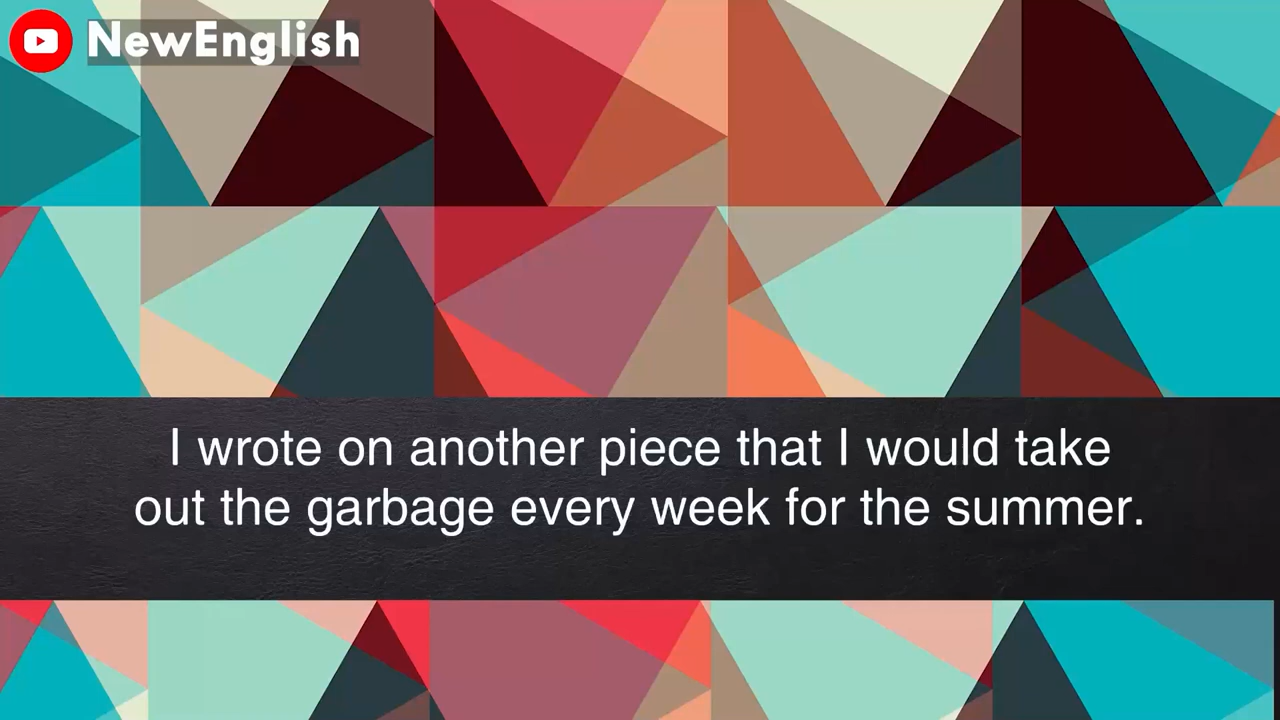 NewEnglish
I wrote on another piece that I would take
out the garbage every week for the summer.